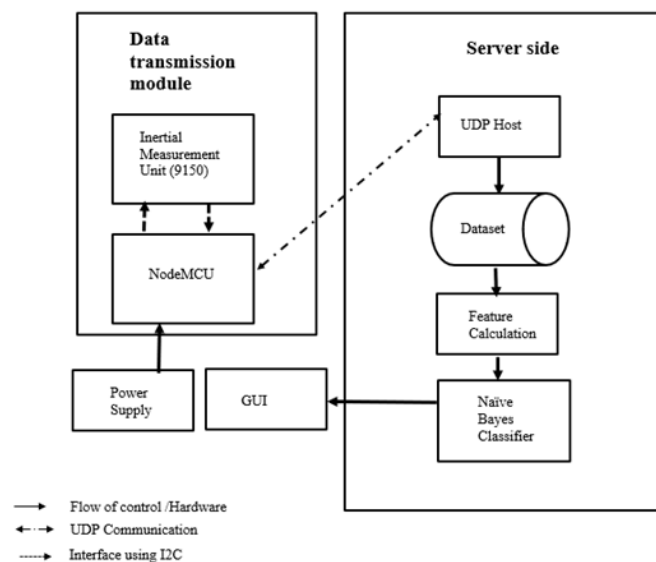 Data
transmission
module
Inertial
Measurement
Unit (9150)
NodeMCU
Power
Supply
GUI
Server side
UDP Host
Dataset
Feature
Calculation
Naïve
Bayes
Classifier
Flow of control /Hardware
UDP Communication
Interface using I2C